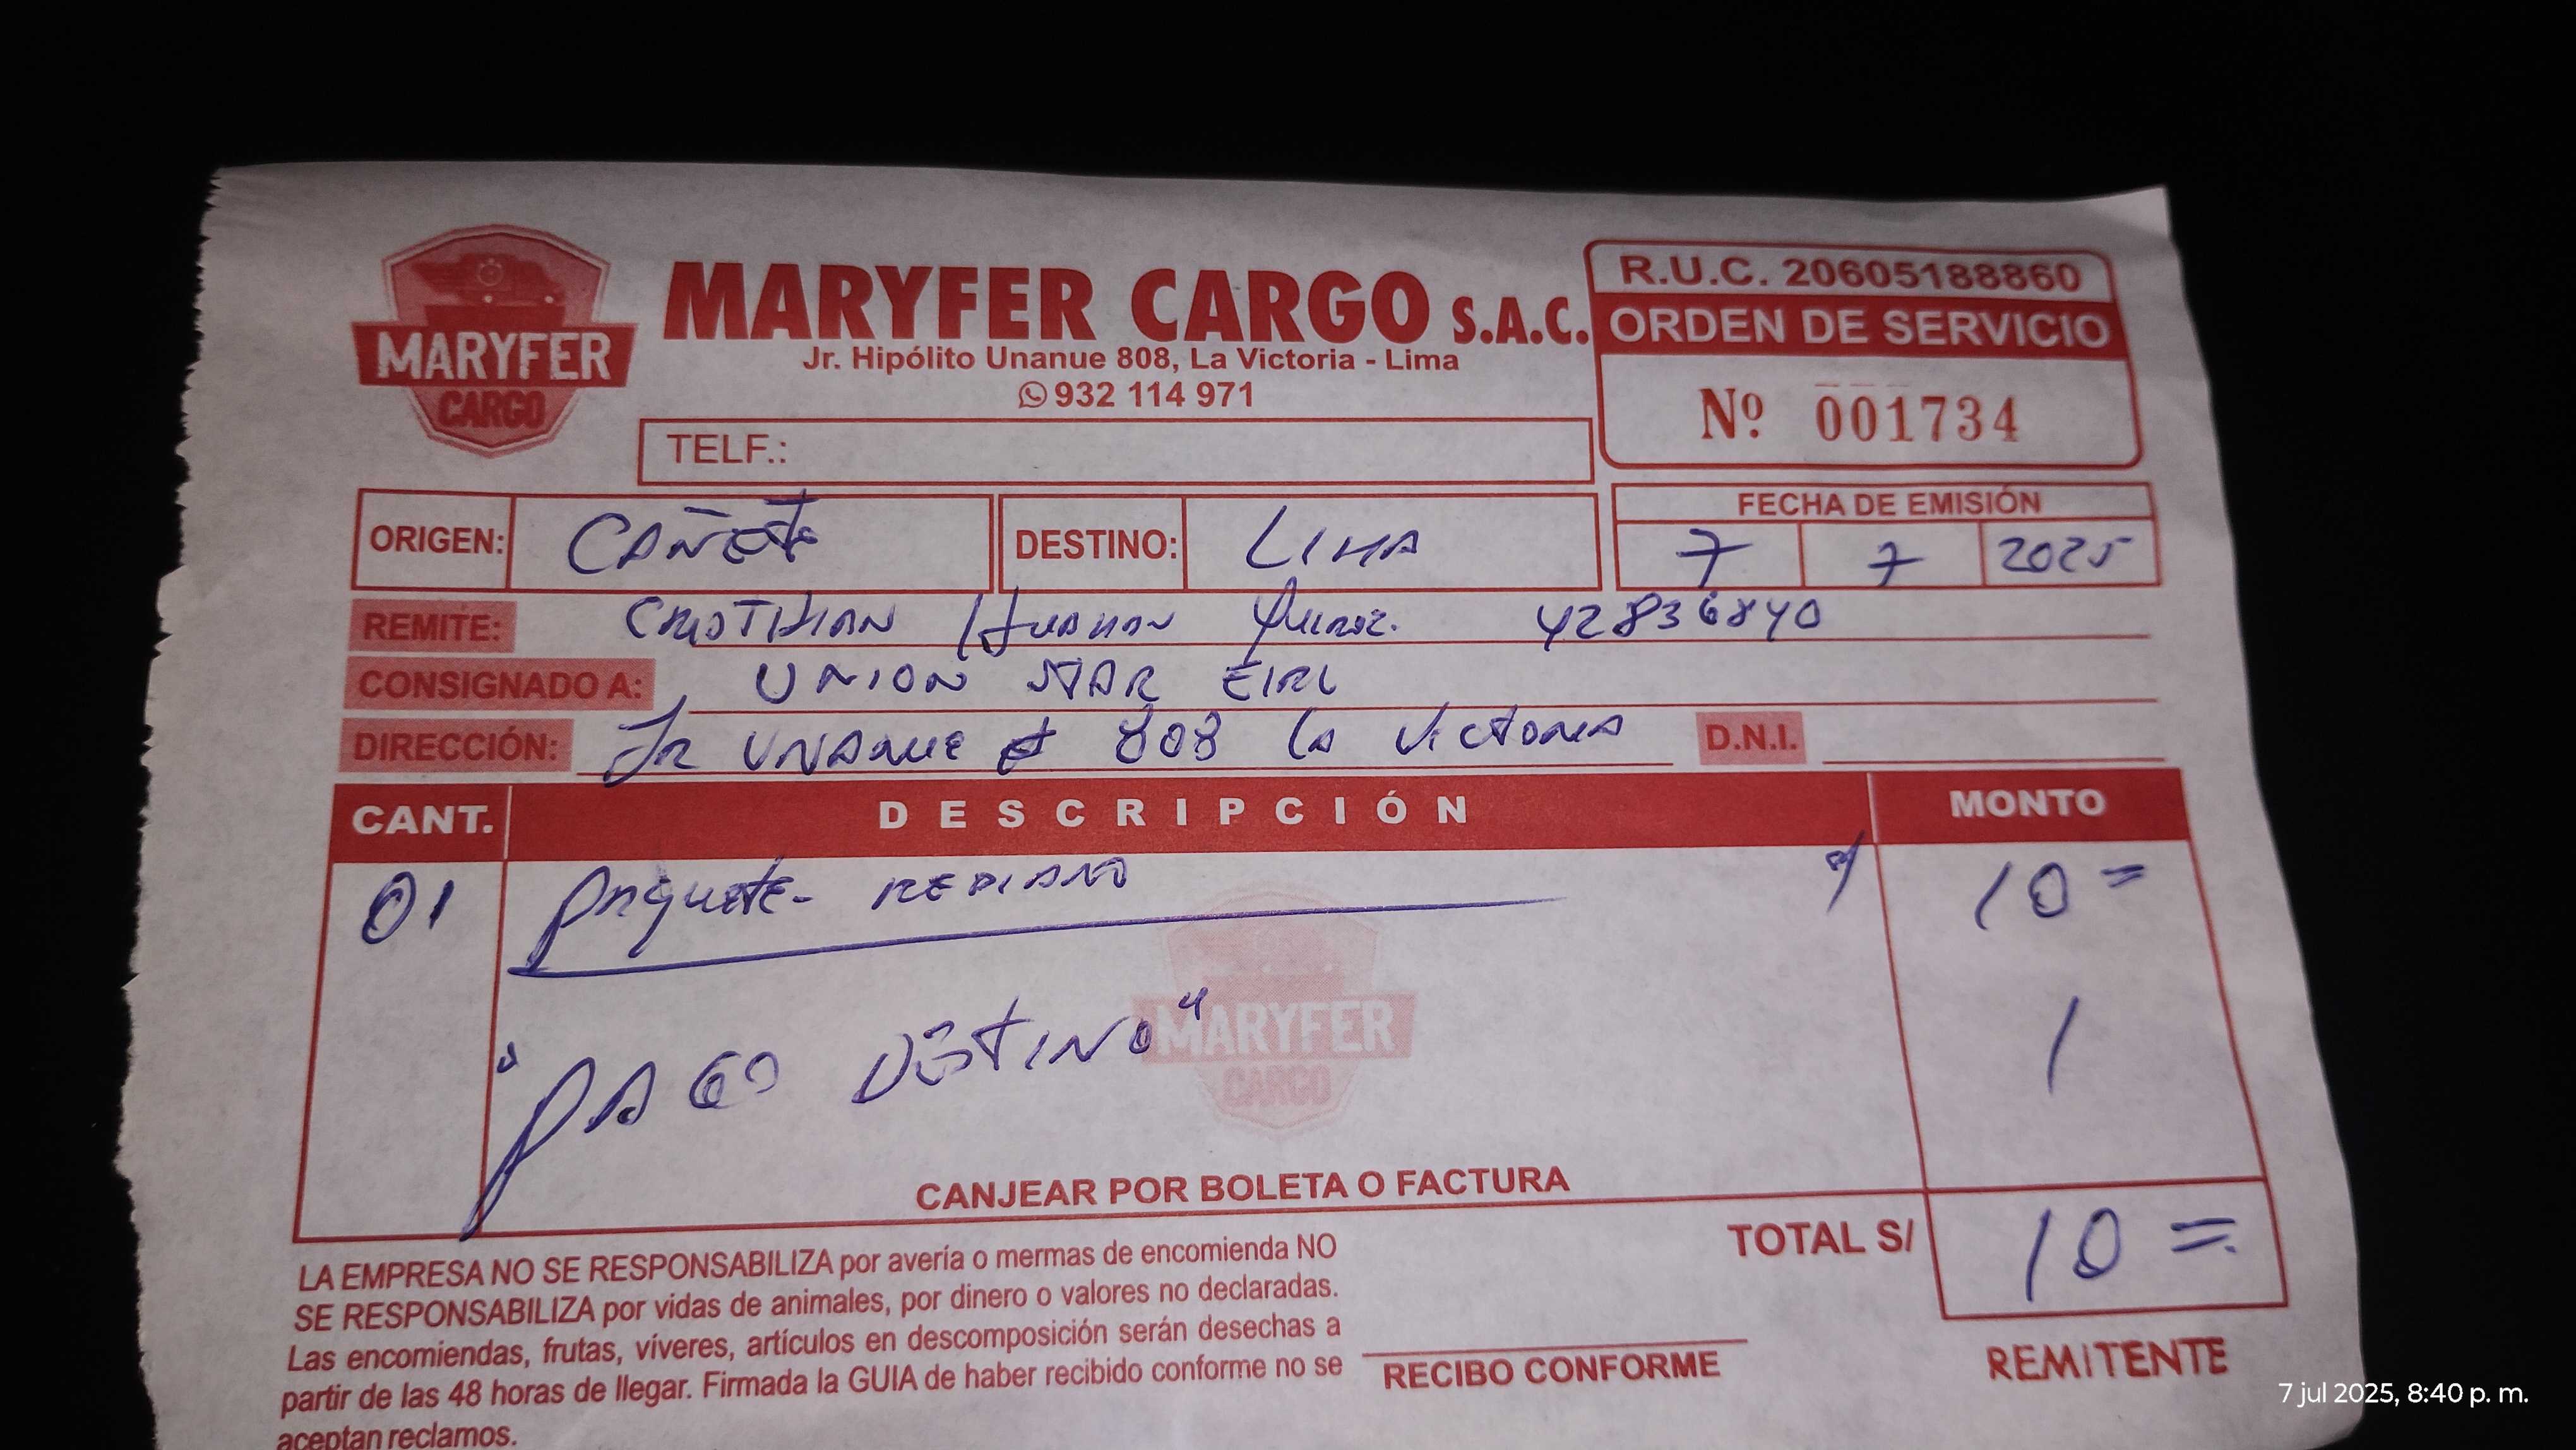 MARYFER
CARGO
MARYFER CARGO S.A.C.
Jr. Hipólito Unanue 808, La Victoria - Lima
932 114 971
R.U.C. 20605188860
ORDEN DE SERVICIO
Nº 001734
TELF.:
ORIGEN: CAÑETE
DESTINO: LIMA
FECHA DE EMISIÓN
7 7 2025
REMITE: CRISTIHAN HUAMAN 42836840
CONSIGNADO A: UNION STAR EIRL
DIRECCIÓN: Jr UNANUE # 808 La Victoria D.N.I.
CANT. DESCRIPCIÓN MONTO
01 Paquete- MEDIANO 10 =
"PAGO DESTINO"
MARYFER
CARGO
CANJEAR POR BOLETA O FACTURA
TOTAL S/ 10 =
LA EMPRESA NO SE RESPONSABILIZA por avería o mermas de encomienda NO
SE RESPONSABILIZA por vidas de animales, por dinero o valores no declaradas.
Las encomiendas, frutas, víveres, artículos en descomposición serán desechas a
partir de las 48 horas de llegar. Firmada la GUIA de haber recibido conforme no se
aceptan reclamos.
RECIBO CONFORME
REMITENTE
7 jul 2025, 8:40 p. m.